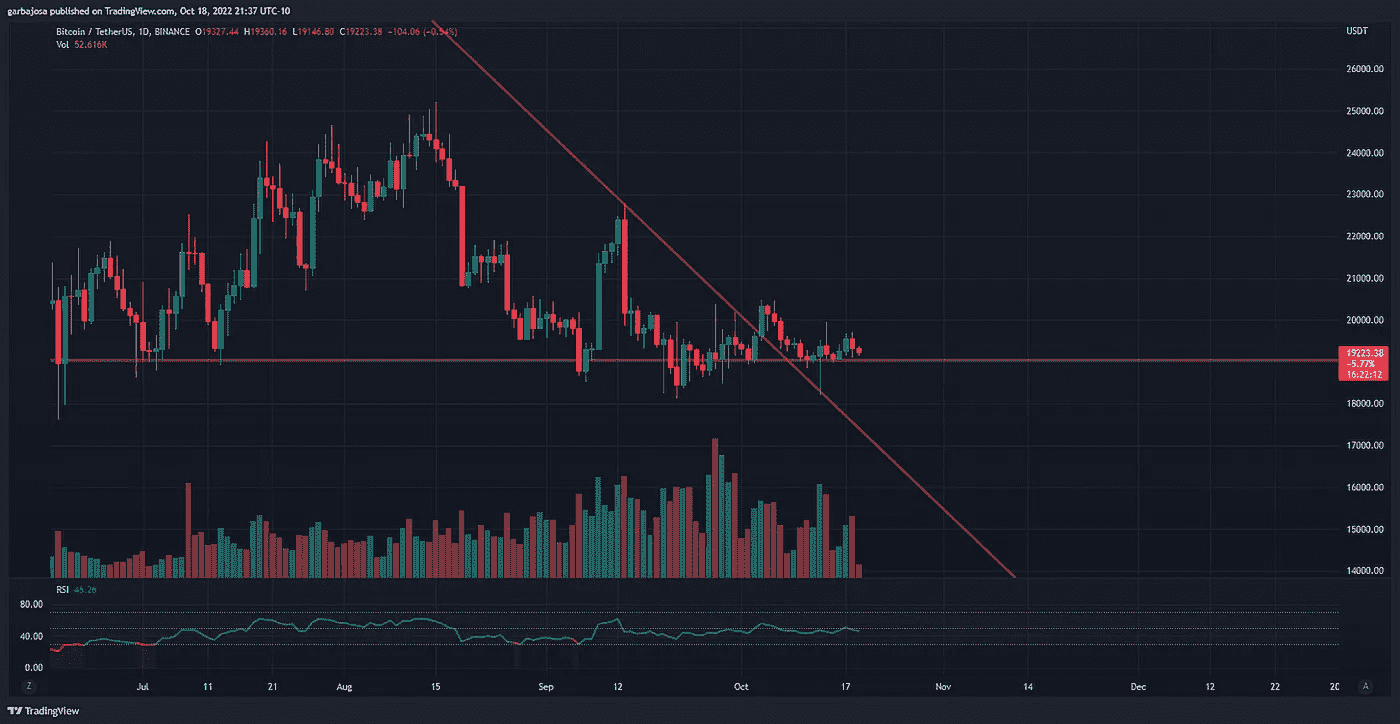 garbajosa published on TradingView.com, Oct 18, 2022 21:37 UTC-10
Bitcoin / TetherUS, 1D, BINANCE O19327.44 H19360.16 L19146.80 C19223.38 −104.06 (−0.54%)
Vol 52.616K
USDT
26000.00
25000.00
24000.00
23000.00
22000.00
21000.00
20000.00
19223.38
−5.77%
16:22:12
18000.00
17000.00
16000.00
15000.00
14000.00
RSI 46.26
80.00
40.00
0.00
Z Jul 11 21 Aug 15 Sep 12 Oct 17 Nov 14 Dec 12 22 20 A
TradingView